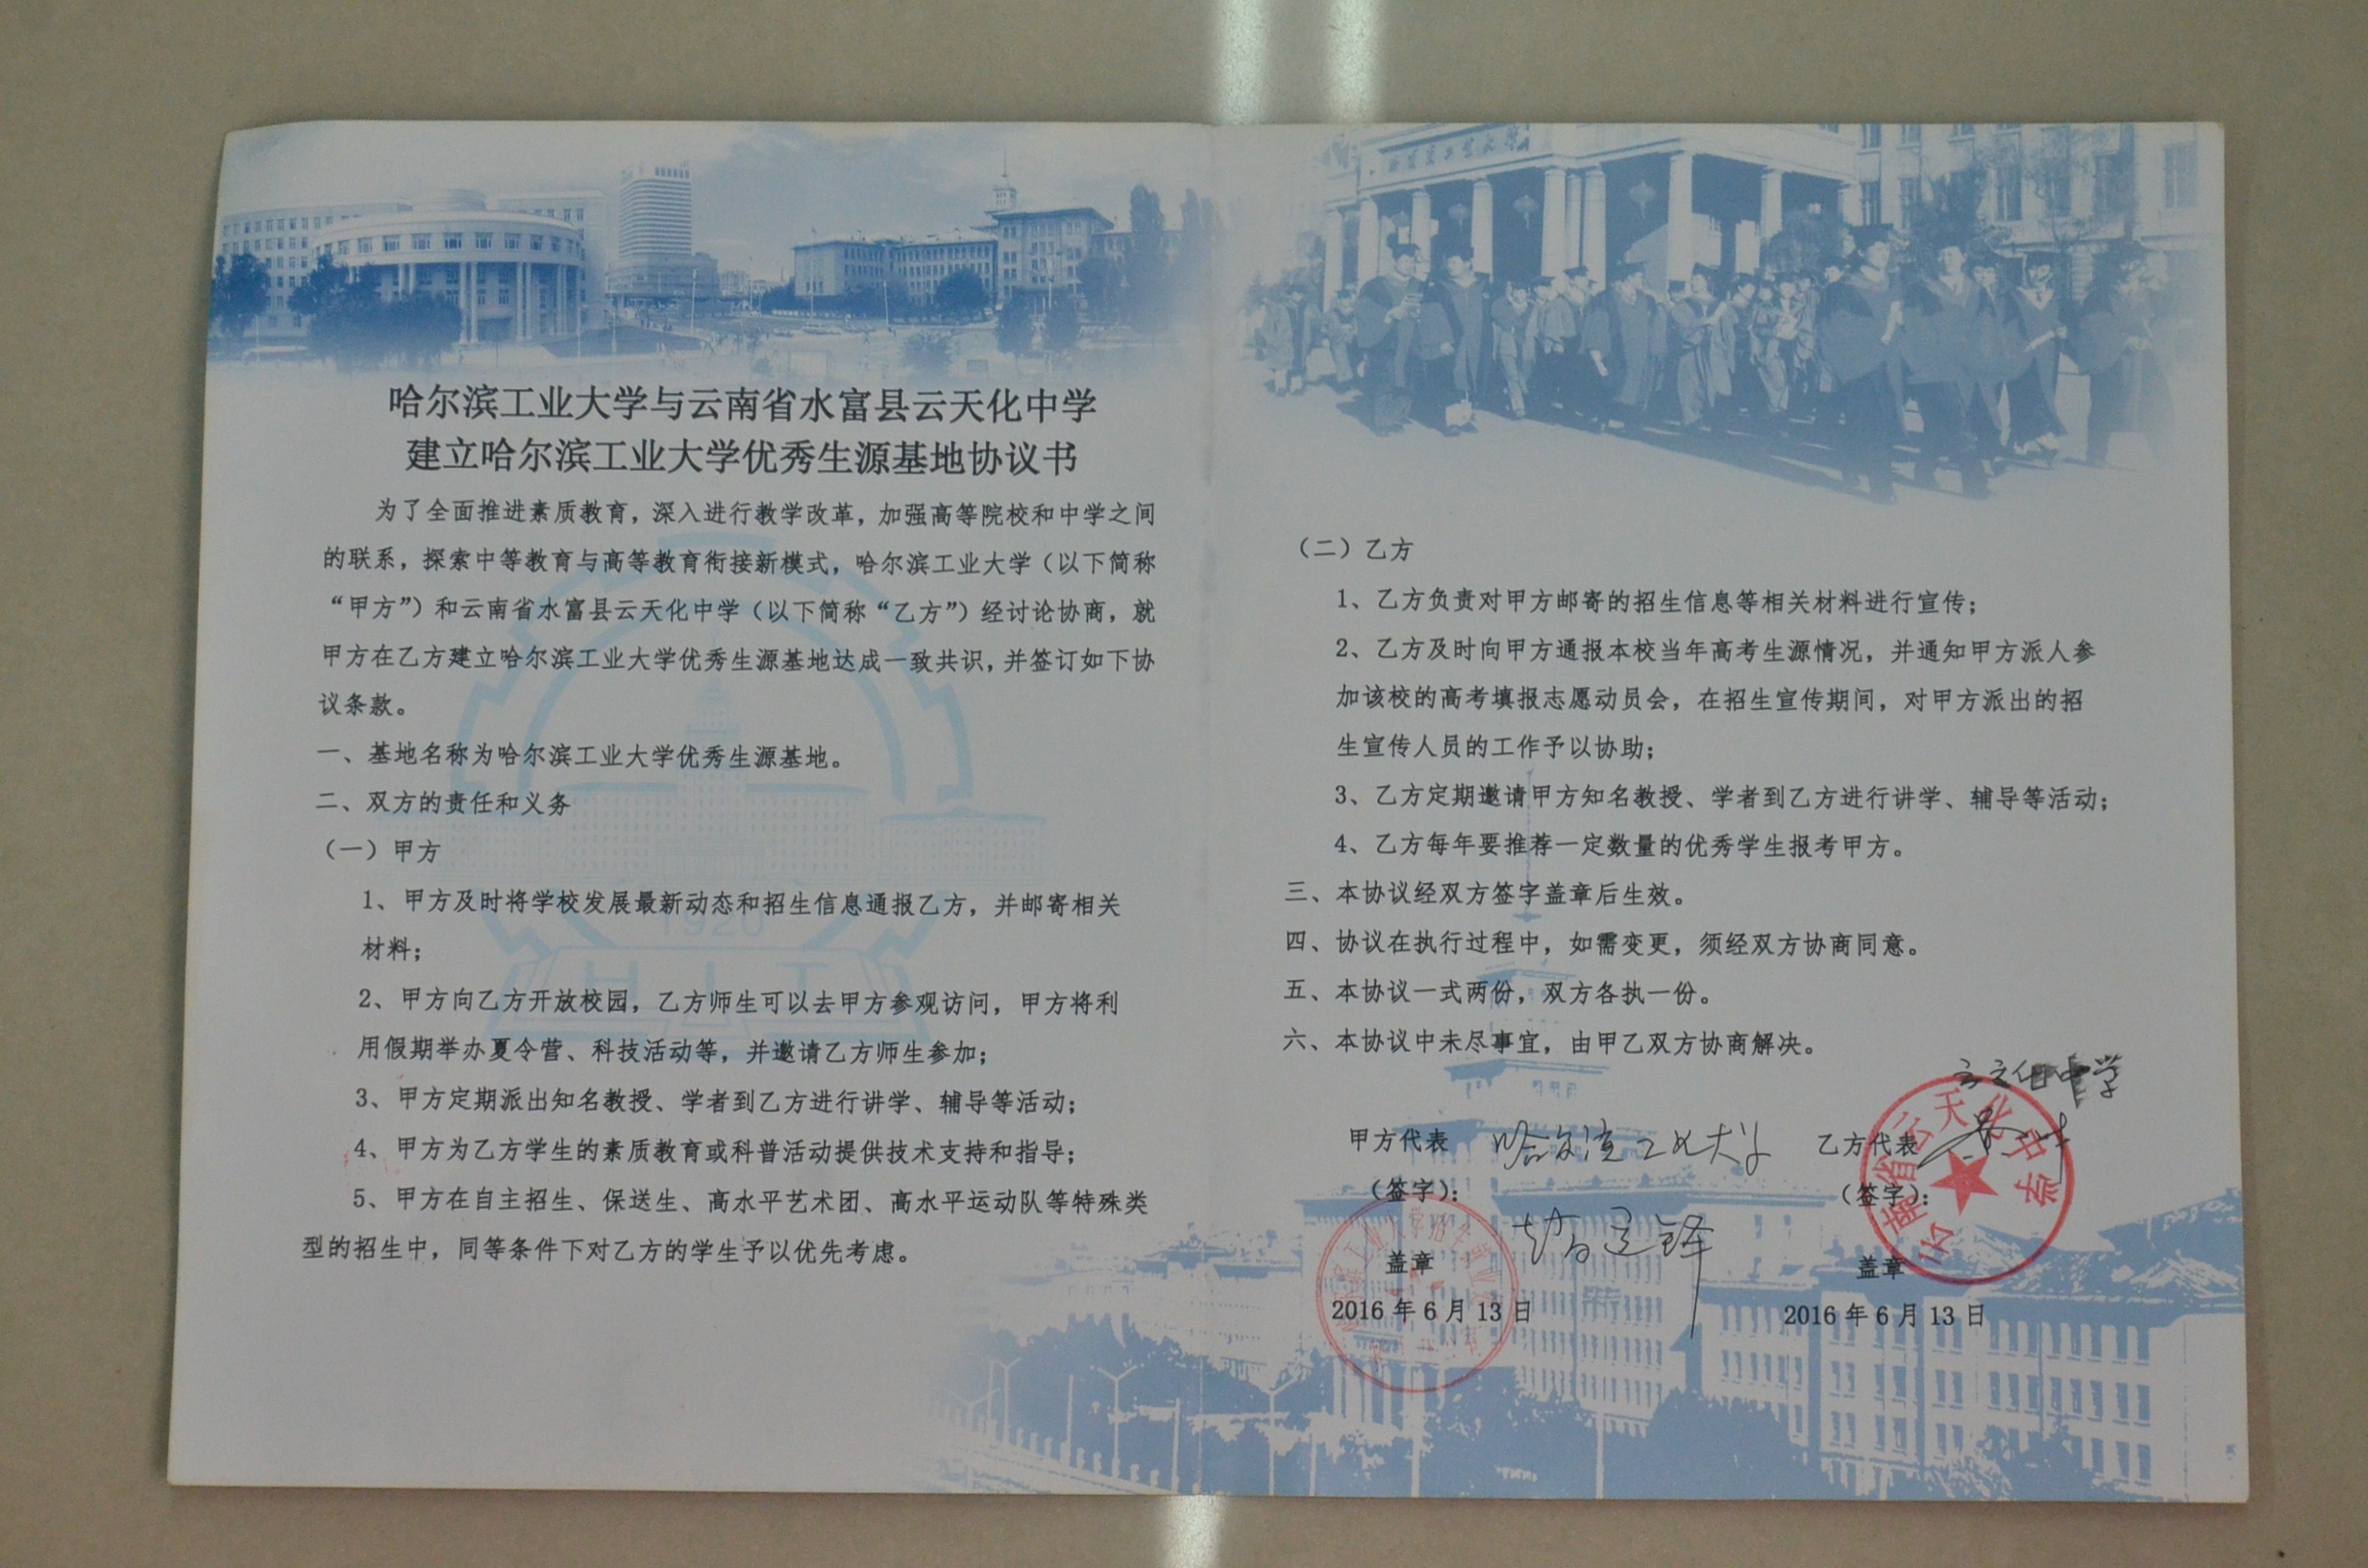 哈尔滨工业大学与云南省水富县云天化中学
建立哈尔滨工业大学优秀生源基地协议书
为了全面推进素质教育，深入进行教学改革，加强高等院校和中学之间
的联系，探索中等教育与高等教育衔接新模式，哈尔滨工业大学（以下简称
“甲方”）和云南省水富县云天化中学（以下简称“乙方”）经讨论协商，就
甲方在乙方建立哈尔滨工业大学优秀生源基地达成一致共识，并签订如下协
议条款。
一、基地名称为哈尔滨工业大学优秀生源基地。
二、双方的责任和义务
（一）甲方
1、甲方及时将学校发展最新动态和招生信息通报乙方，并邮寄相关
材料；
2、甲方向乙方开放校园，乙方师生可以去甲方参观访问，甲方将利
用假期举办夏令营、科技活动等，并邀请乙方师生参加；
3、甲方定期派出知名教授、学者到乙方进行讲学、辅导等活动；
4、甲方为乙方学生的素质教育或科普活动提供技术支持和指导；
5、甲方在自主招生、保送生、高水平艺术团、高水平运动队等特殊类
型的招生中，同等条件下对乙方的学生予以优先考虑。
1920
HIT
（二）乙方
1、乙方负责对甲方邮寄的招生信息等相关材料进行宣传；
2、乙方及时向甲方通报本校当年高考生源情况，并通知甲方派人参
加该校的高考填报志愿动员会，在招生宣传期间，对甲方派出的招
生宣传人员的工作予以协助；
3、乙方定期邀请甲方知名教授、学者到乙方进行讲学、辅导等活动；
4、乙方每年要推荐一定数量的优秀学生报考甲方。
三、本协议经双方签字盖章后生效。
四、协议在执行过程中，如需变更，须经双方协商同意。
五、本协议一式两份，双方各执一份。
六、本协议中未尽事宜，由甲乙双方协商解决。
甲方代表 哈尔滨工业大学
（签字）：
盖章
2016 年 6 月 13 日
中学
乙方代表
（签字）：
云南省云天化中学
盖章
2016 年 6 月 13 日